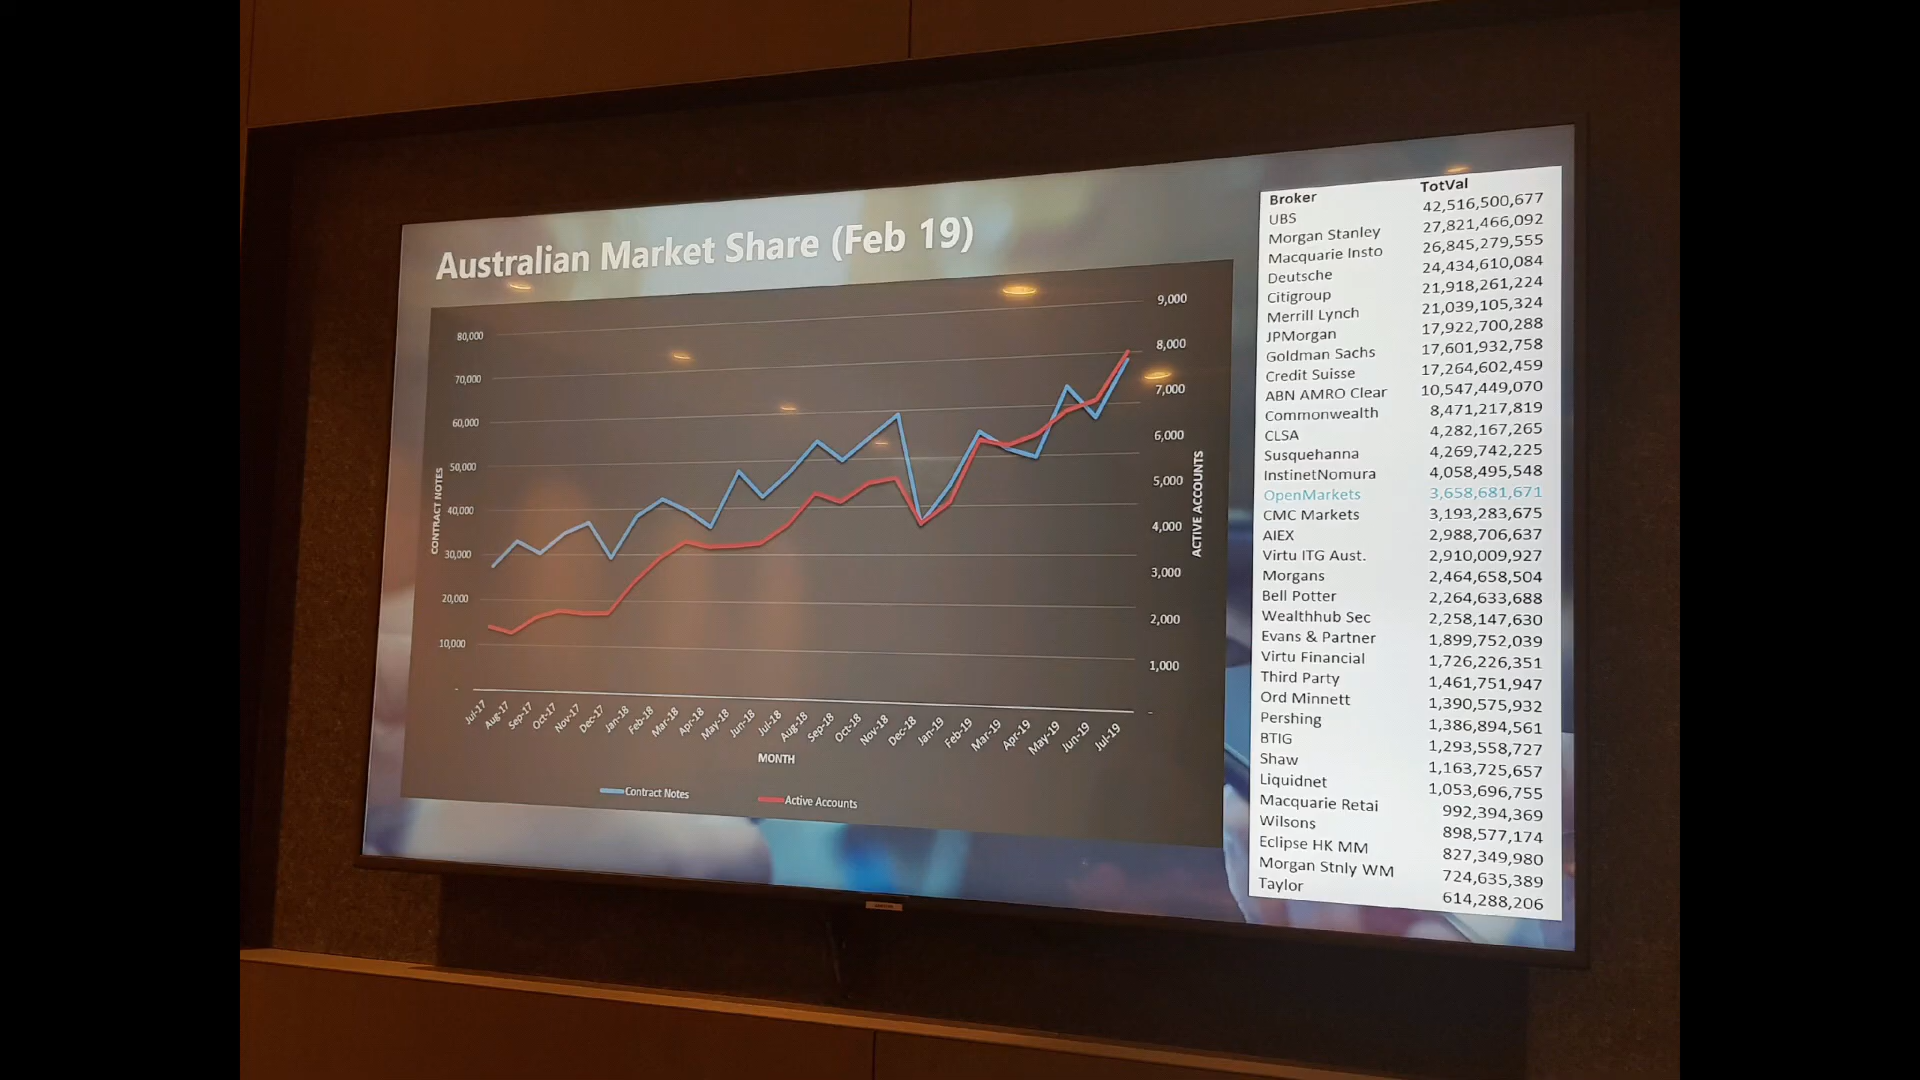 Australian Market Share (Feb 19)
80,000
70,000
60,000
50,000
40,000
30,000
20,000
10,000
-
CONTRACT NOTES
9,000
8,000
7,000
6,000
5,000
4,000
3,000
2,000
1,000
-
ACTIVE ACCOUNTS
Jul-17 Aug-17 Sep-17 Oct-17 Nov-17 Dec-17 Jan-18 Feb-18 Mar-18 Apr-18 May-18 Jun-18 Jul-18 Aug-18 Sep-18 Oct-18 Nov-18 Dec-18 Jan-19 Feb-19 Mar-19 Apr-19 May-19 Jun-19 Jul-19
MONTH
Contract Notes Active Accounts
Broker TotVal
UBS 42,516,500,677
Morgan Stanley 27,821,466,092
Macquarie Insto 26,845,279,555
Deutsche 24,434,610,084
Citigroup 21,918,261,224
Merrill Lynch 21,039,105,324
JPMorgan 17,922,700,288
Goldman Sachs 17,601,932,758
Credit Suisse 17,264,602,459
ABN AMRO Clear 10,547,449,070
Commonwealth 8,471,217,819
CLSA 4,282,167,265
Susquehanna 4,269,742,225
InstinetNomura 4,058,495,548
OpenMarkets 3,658,681,671
CMC Markets 3,193,283,675
AIEX 2,988,706,637
Virtu ITG Aust. 2,910,009,927
Morgans 2,464,658,504
Bell Potter 2,264,633,688
Wealthhub Sec 2,258,147,630
Evans & Partner 1,899,752,039
Virtu Financial 1,726,226,351
Third Party 1,461,751,947
Ord Minnett 1,390,575,932
Pershing 1,386,894,561
BTIG 1,293,558,727
Shaw 1,163,725,657
Liquidnet 1,053,696,755
Macquarie Retai 992,394,369
Wilsons 898,577,174
Eclipse HK MM 827,349,980
Morgan Stnly WM 724,635,389
Taylor 614,288,206